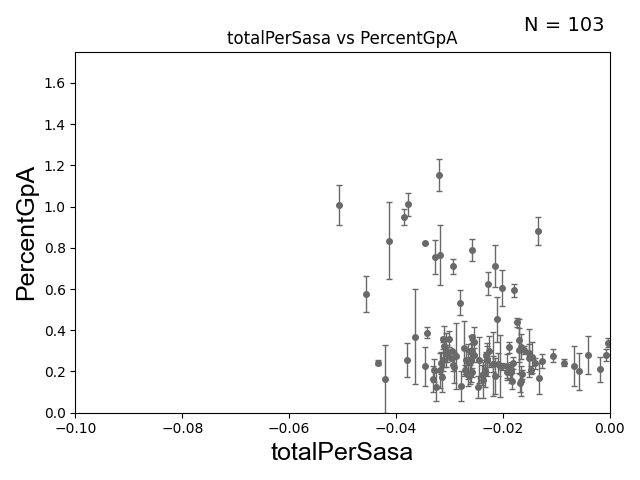 N = 103
totalPerSasa vs PercentGpA
PercentGpA
1.6
1.4
1.2
1.0
0.8
0.6
0.4
0.2
0.0
−0.10 −0.08 −0.06 −0.04 −0.02 0.00
totalPerSasa